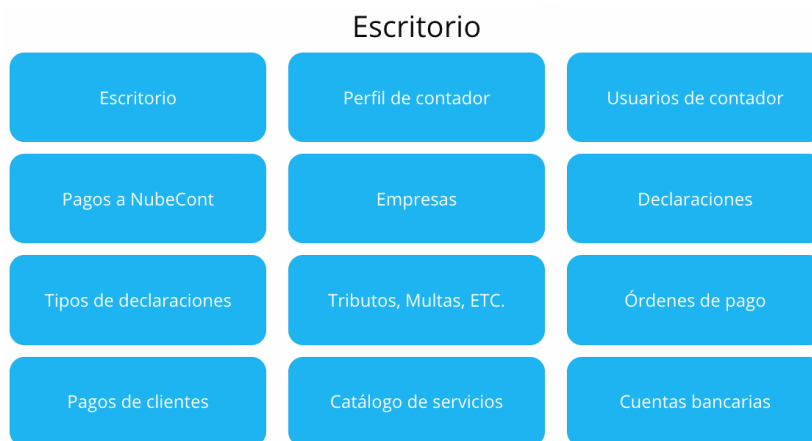 Escritorio
Escritorio
Perfil de contador
Usuarios de contador
Pagos a NubeCont
Empresas
Declaraciones
Tipos de declaraciones
Tributos, Multas, ETC.
Órdenes de pago
Pagos de clientes
Catálogo de servicios
Cuentas bancarias